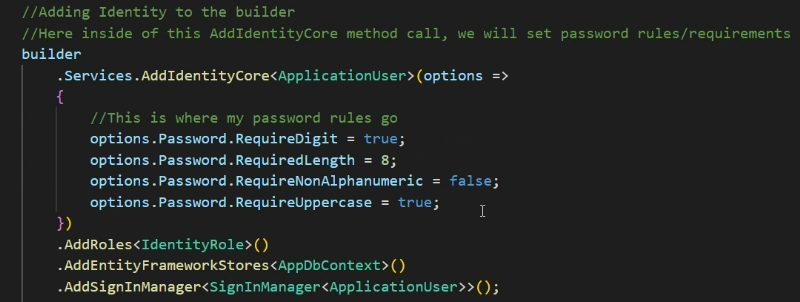 //Adding Identity to the builder
//Here inside of this AddIdentityCore method call, we will set password rules/requirements
builder
.Services.AddIdentityCore<ApplicationUser>(options =>
{
//This is where my password rules go
options.Password.RequireDigit = true;
options.Password.RequiredLength = 8;
options.Password.RequireNonAlphanumeric = false;
options.Password.RequireUppercase = true;
})
.AddRoles<IdentityRole>()
.AddEntityFrameworkStores<AppDbContext>()
.AddSignInManager<SignInManager<ApplicationUser>>();